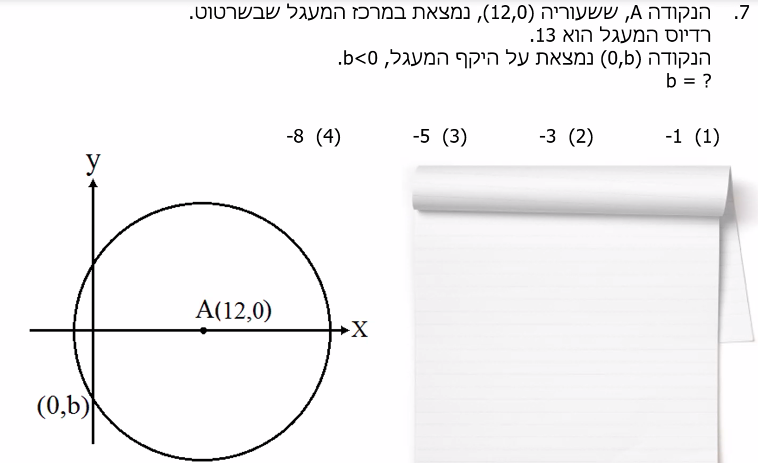 7. הנקודה A, ששעוריה (12,0), נמצאת במרכז המעגל שבשרטוט.
רדיוס המעגל הוא 13.
הנקודה (0,b) נמצאת על היקף המעגל, b<0.
b = ?
(1) -1 (2) -3 (3) -5 (4) -8
y
A(12,0)
x
(0,b)